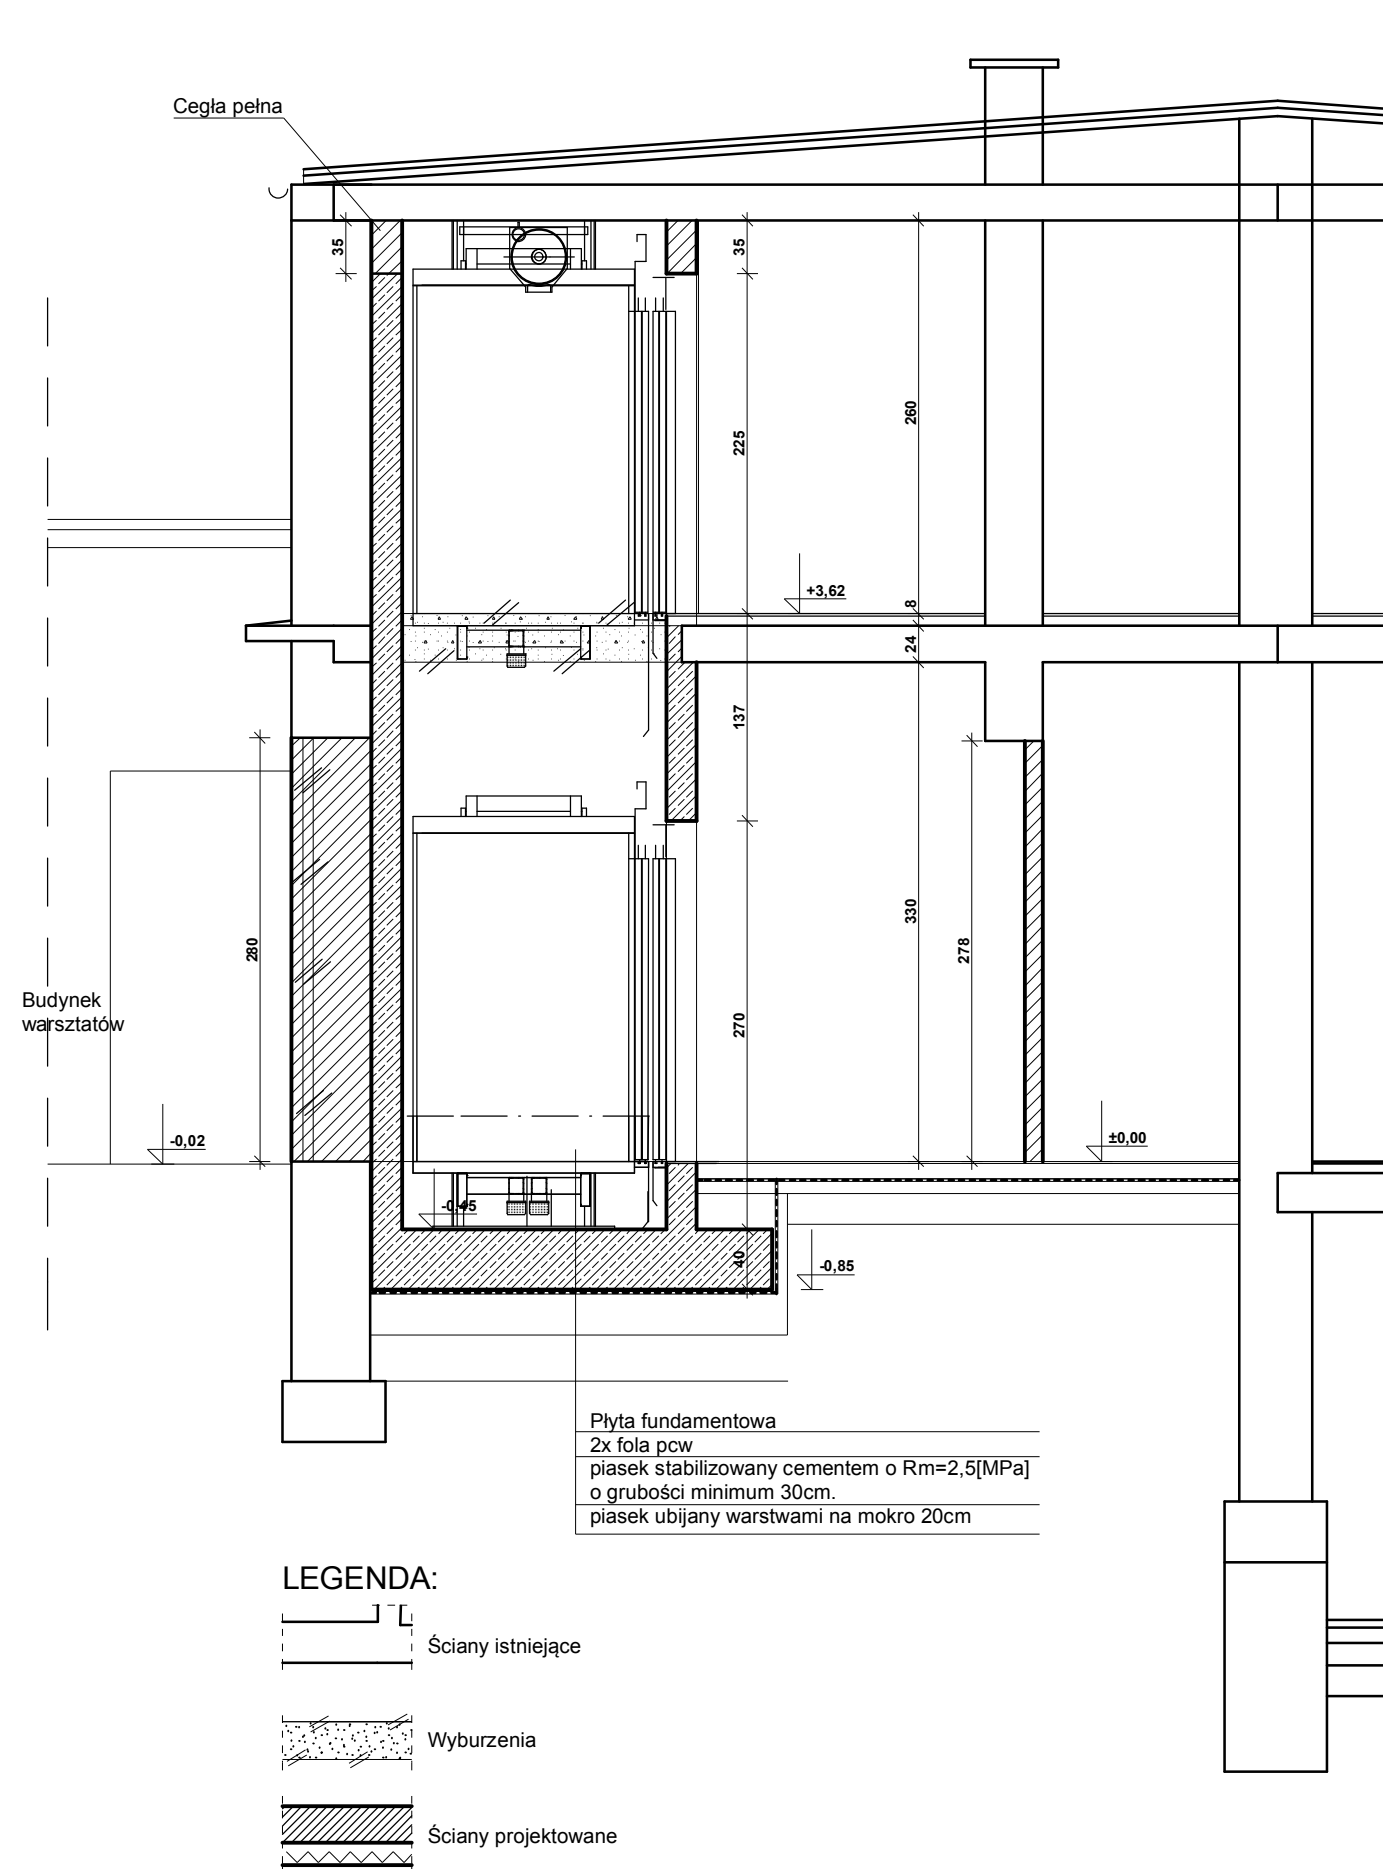 Cegła pełna
35
35
260
225
+3,62
8
24
137
280
330
278
270
Budynek
warsztatów
-0,02
±0,00
-0,45
40
-0,85
Płyta fundamentowa
2x fola pcw
piasek stabilizowany cementem o Rm=2,5[MPa]
o grubości minimum 30cm.
piasek ubijany warstwami na mokro 20cm
LEGENDA:
Ściany istniejące
Wyburzenia
Ściany projektowane